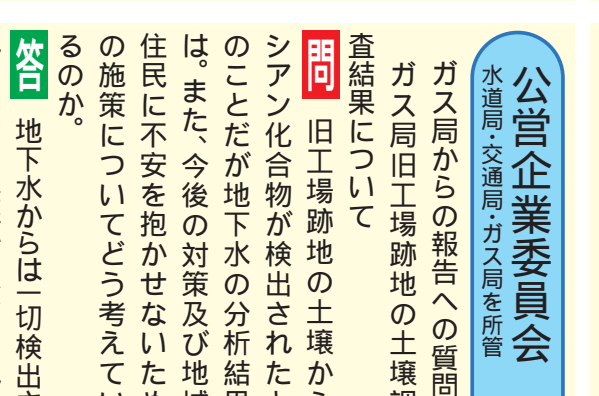 公営企業委員会
水道局・交通局・ガス局を所管
ガス局からの報告への質問
ガス局旧工場跡地の土壌調
査結果について
問 旧工場跡地の土壌から
シアン化合物が検出されたと
のことだが地下水の分析結果
は。また、今後の対策及び地域
住民に不安を抱かせないため
の施策についてどう考えてい
るのか。
答 地下水からは一切検出さ